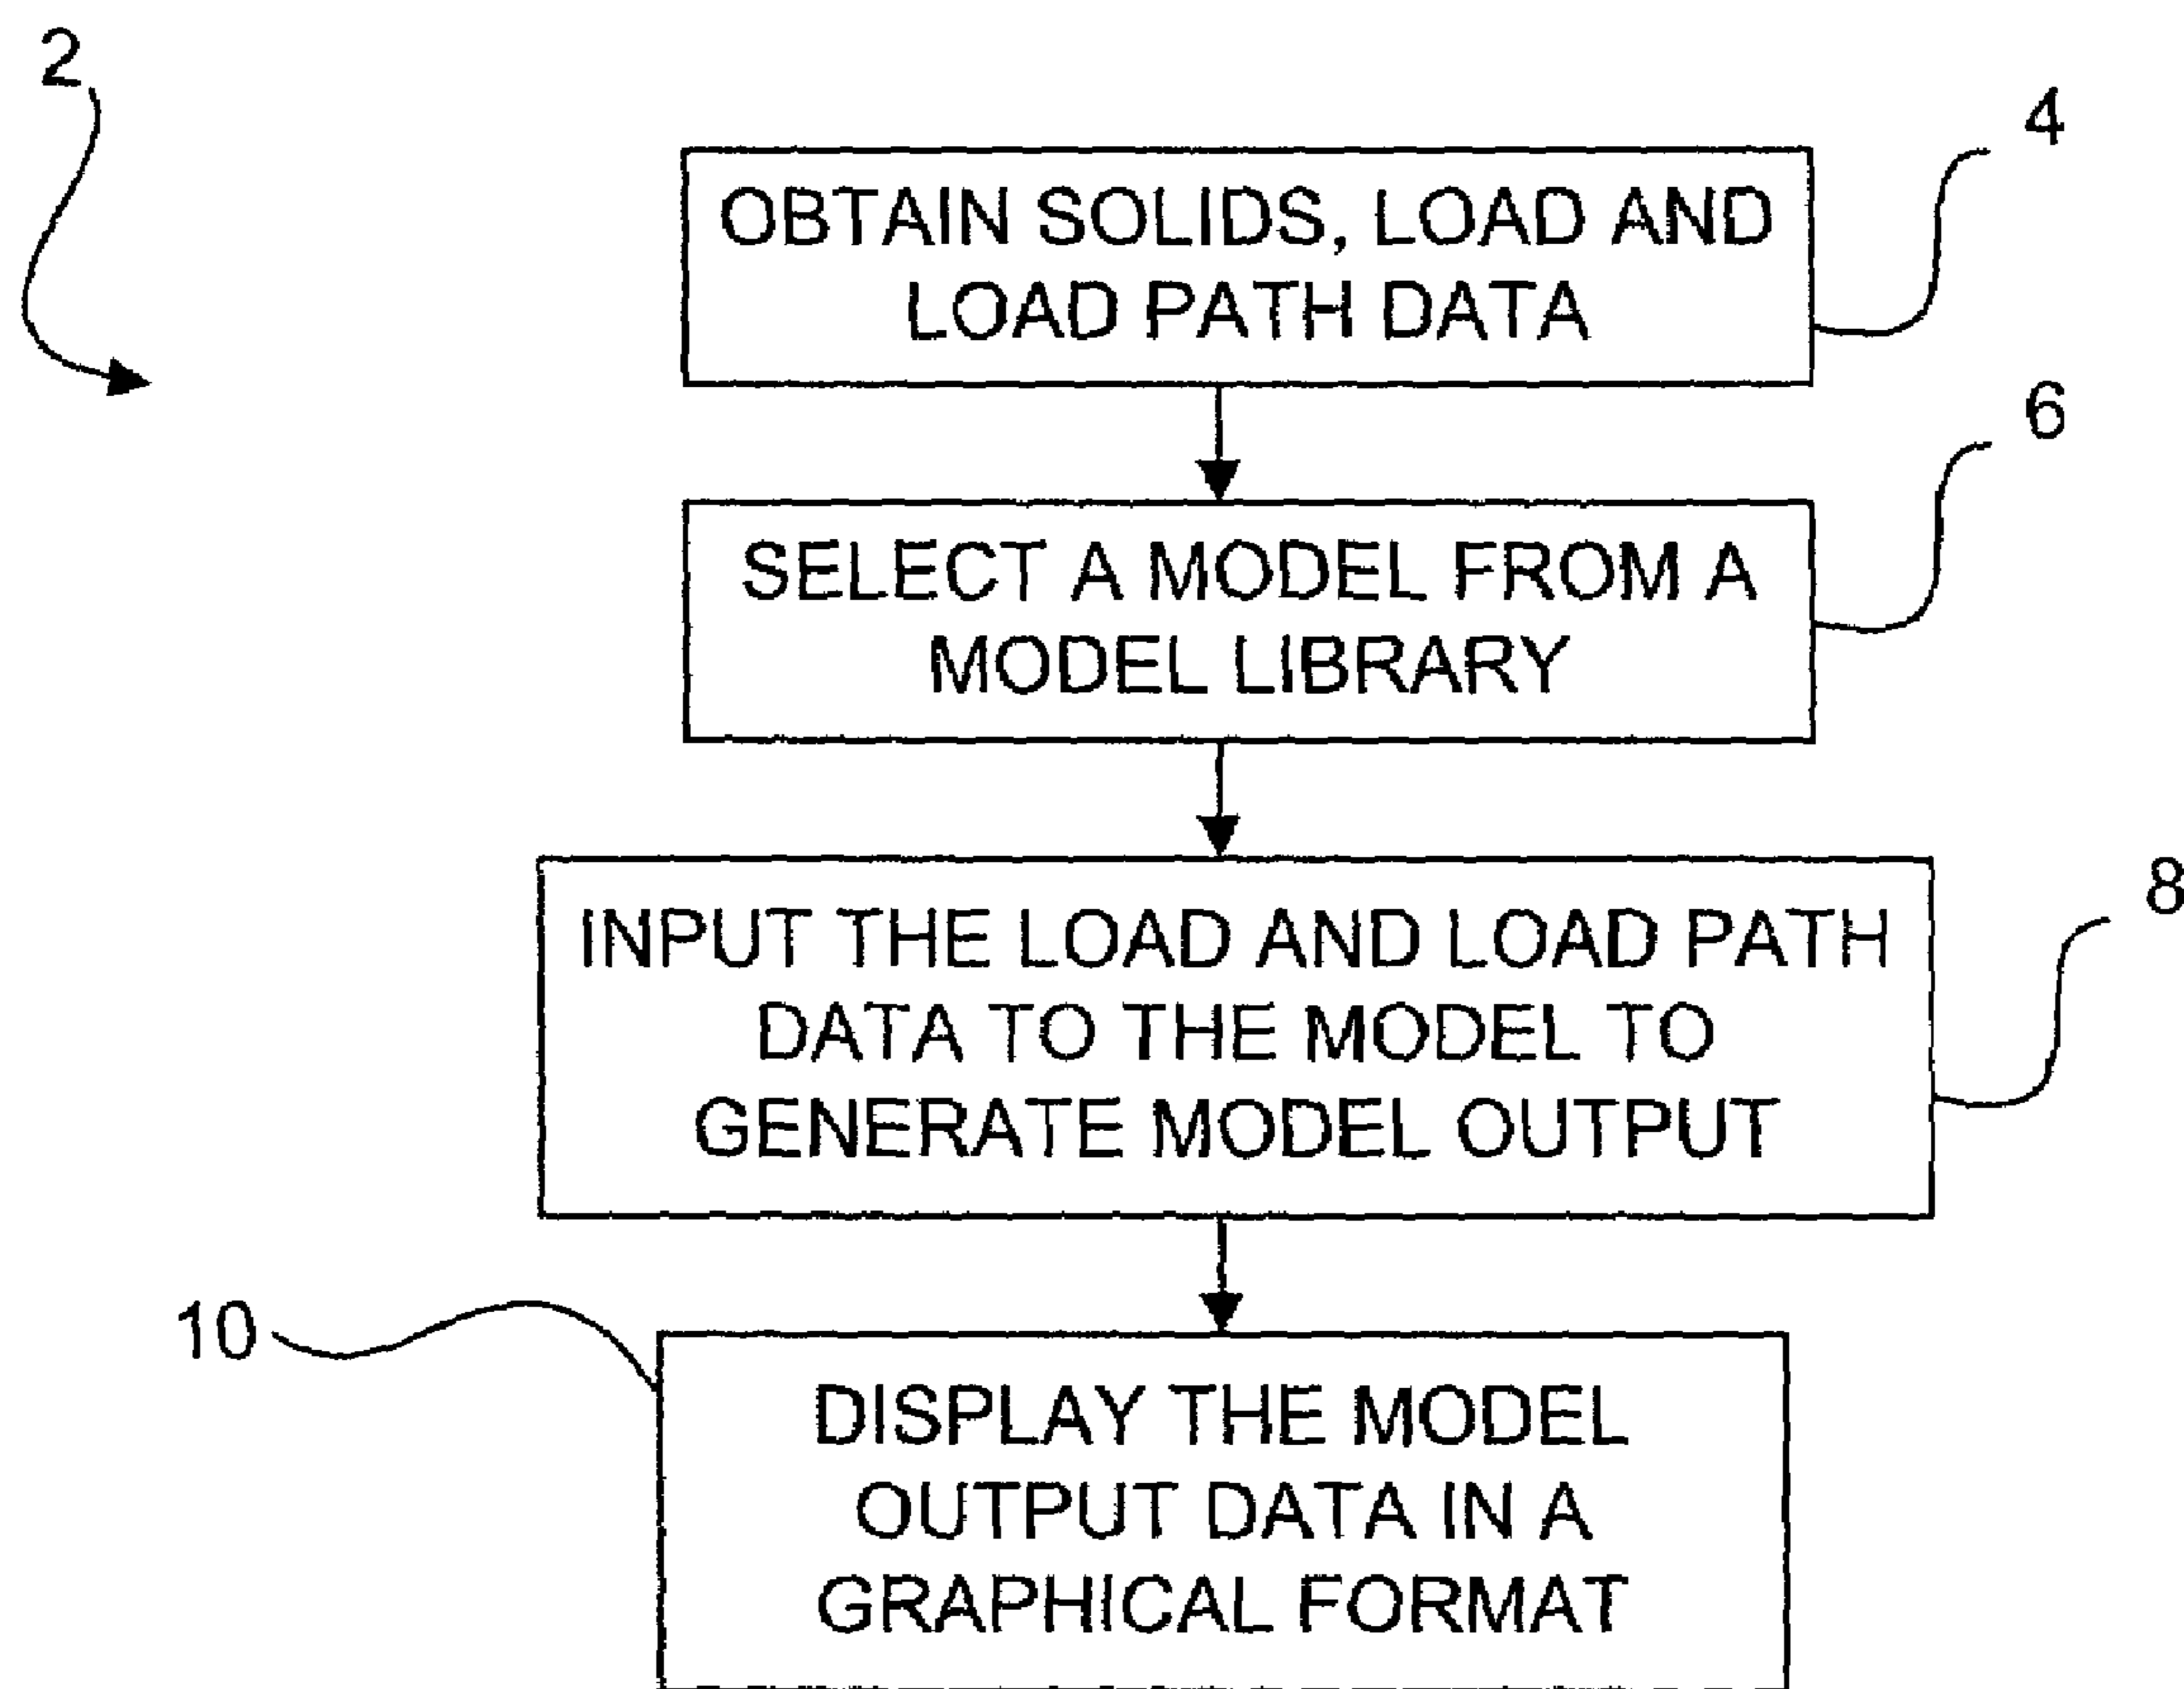 2
4
OBTAIN SOLIDS, LOAD AND
LOAD PATH DATA
6
SELECT A MODEL FROM A
MODEL LIBRARY
8
INPUT THE LOAD AND LOAD PATH
DATA TO THE MODEL TO
GENERATE MODEL OUTPUT
10
DISPLAY THE MODEL
OUTPUT DATA IN A
GRAPHICAL FORMAT